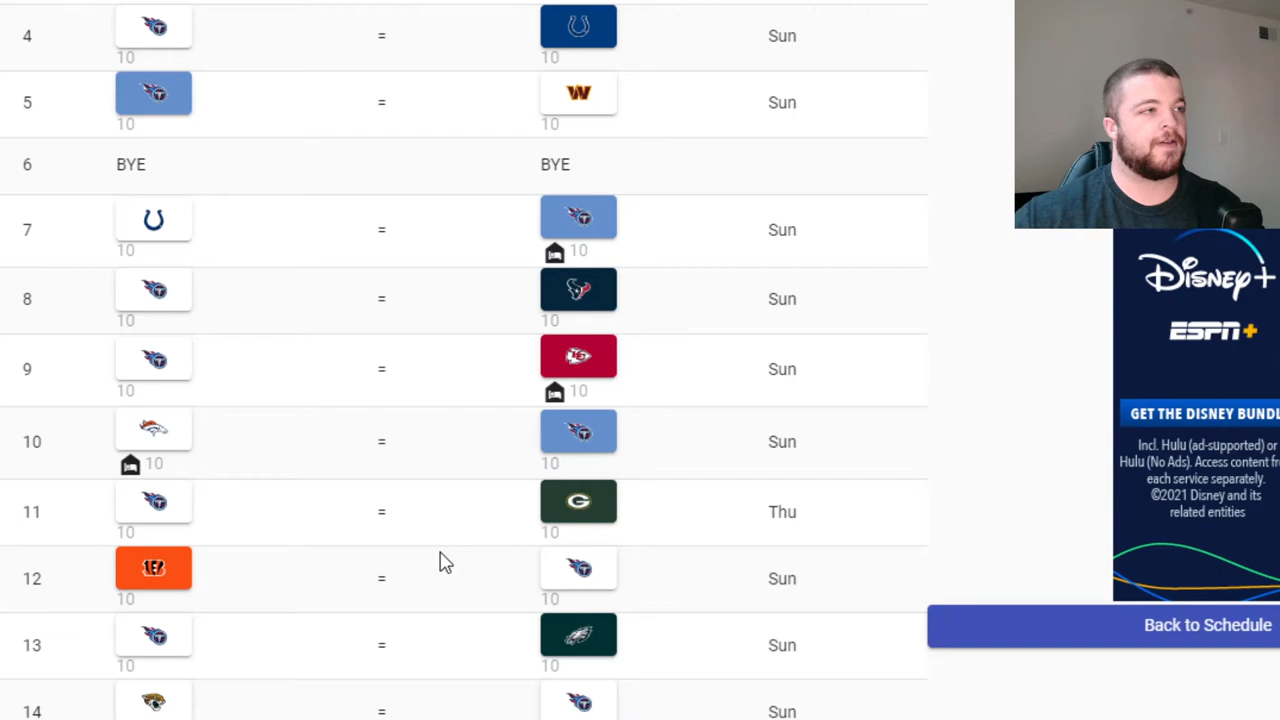 4 = Sun
10 10
5 = W Sun
10 10
6 BYE BYE
7 = Sun
10 10
8 = Sun
10 10
9 = KC Sun
10 10
10 = Sun
10 10
11 = G Thu
10 10
12 = Sun
10 10
13 = Sun
10 10
14 = Sun
Disney+
ESPN+
GET THE DISNEY
Incl. Hulu (ad-supported) or
Hulu (No Ads). Access content
each service separately.
©2021 Disney and its
related entities
Back to Schedule